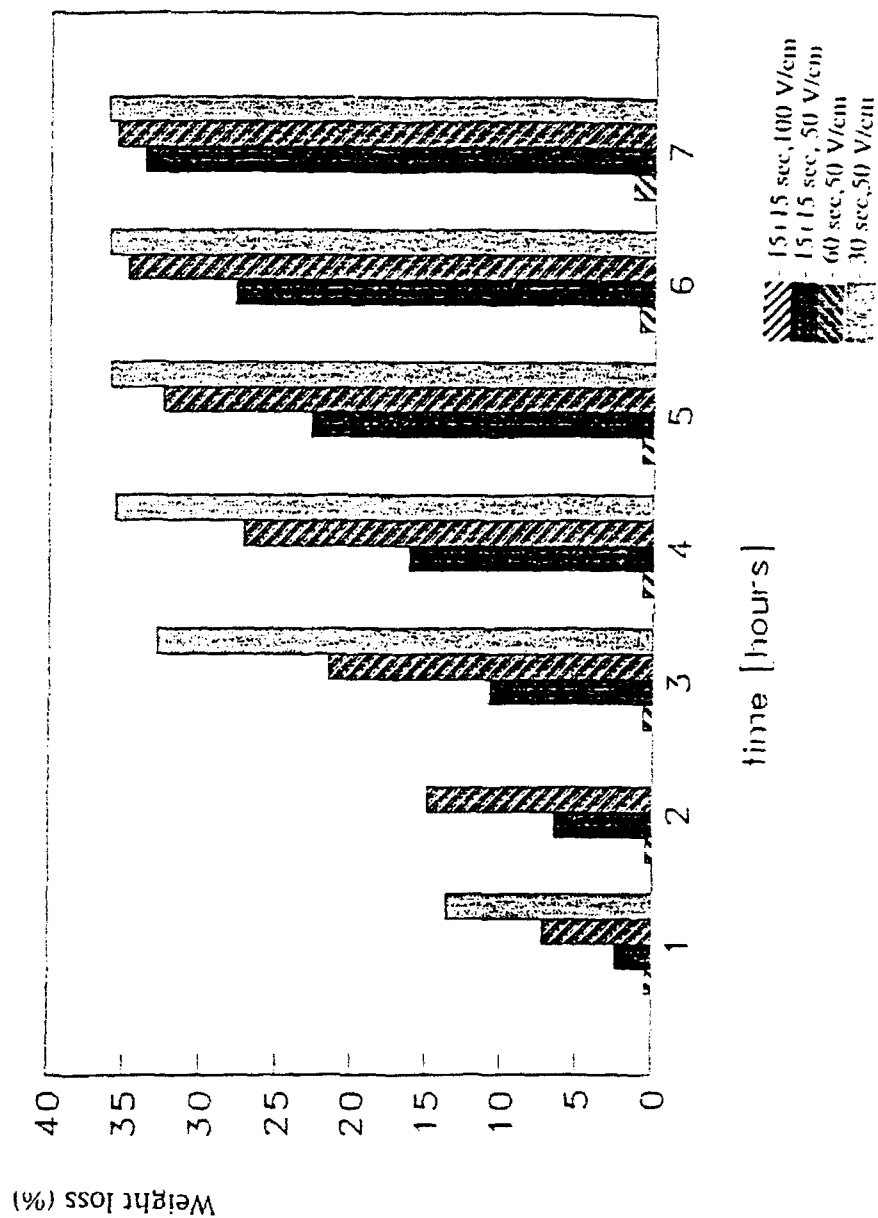 Weight loss (%)
40
35
30
25
20
15
10
5
0
1 2 3 4 5 6 7
time [hours]
- 15+15 sec,100 V/cm
- 15+15 sec, 50 V/cm
- 60 sec,50 V/cm
- 30 sec,50 V/cm